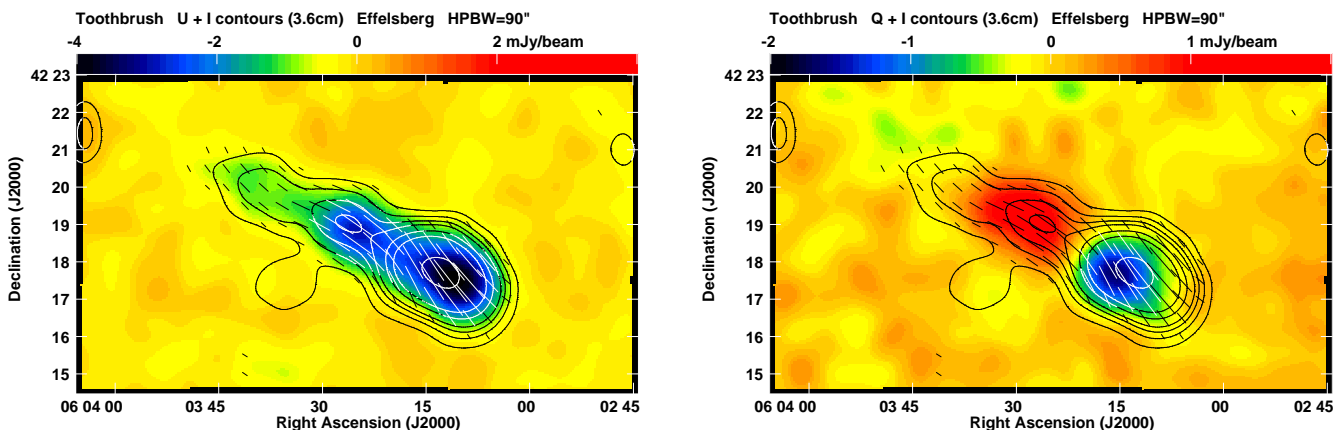 Toothbrush U + I contours (3.6cm) Effelsberg HPBW=90"
-4 -2 0 2 mJy/beam
42 23
22
21
20
19
18
17
16
15
Declination (J2000)
06 04 00 03 45 30 15 00 02 45
Right Ascension (J2000)
Toothbrush Q + I contours (3.6cm) Effelsberg HPBW=90"
-2 -1 0 1 mJy/beam
42 23
22
21
20
19
18
17
16
15
Declination (J2000)
06 04 00 03 45 30 15 00 02 45
Right Ascension (J2000)